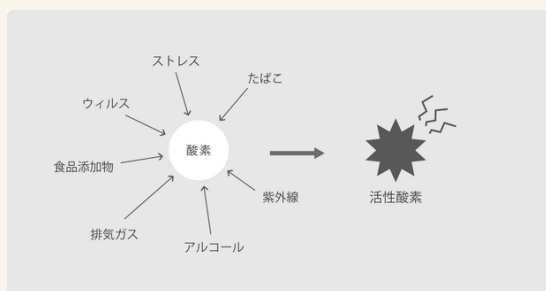 ストレス
たばこ
ウィルス
酸素
食品添加物
紫外線
活性酸素
排気ガス
アルコール